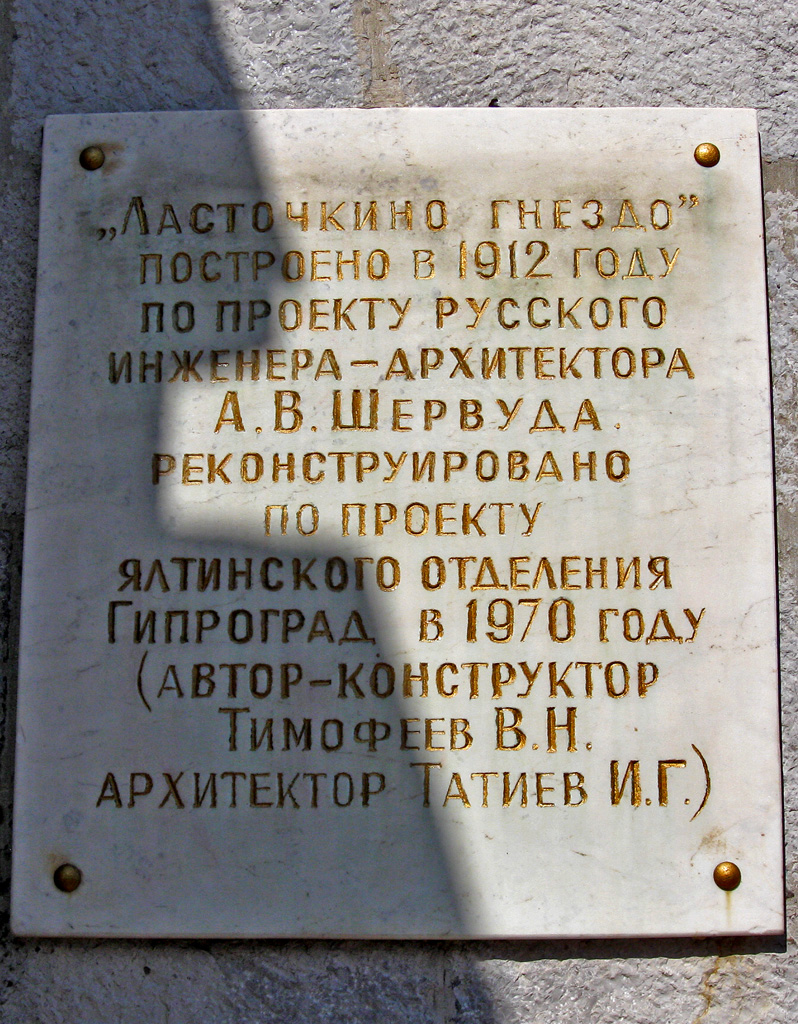 „Ласточкино гнездо”
построено в 1912 году
по проекту русского
инженера-архитектора
А.В.Шервуда.
реконструировано
по проекту
ялтинского отделения
Гипроград в 1970 году
(автор-конструктор
Тимофеев В.Н.
архитектор Татиев И.Г.)